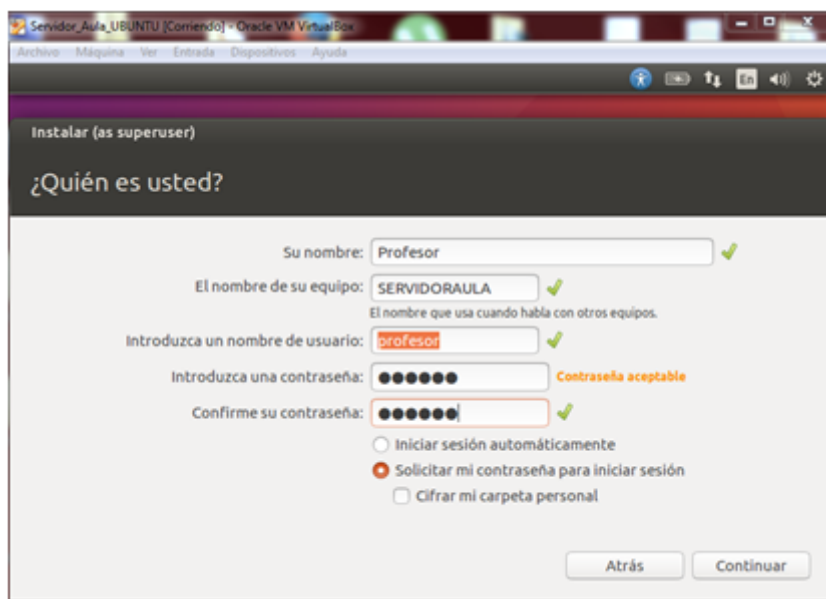 Servidor_Aula_UBUNTU [Corriendo] - Oracle VM VirtualBox
Archivo Máquina Ver Entrada Dispositivos Ayuda
En
Instalar (as superuser)
¿Quién es usted?
Su nombre: Profesor
El nombre de su equipo: SERVIDORAULA
El nombre que usa cuando habla con otros equipos.
Introduzca un nombre de usuario: profesor
Introduzca una contraseña: ●●●●●● Contraseña aceptable
Confirme su contraseña: ●●●●●●
Iniciar sesión automáticamente
Solicitar mi contraseña para iniciar sesión
Cifrar mi carpeta personal
Atrás Continuar